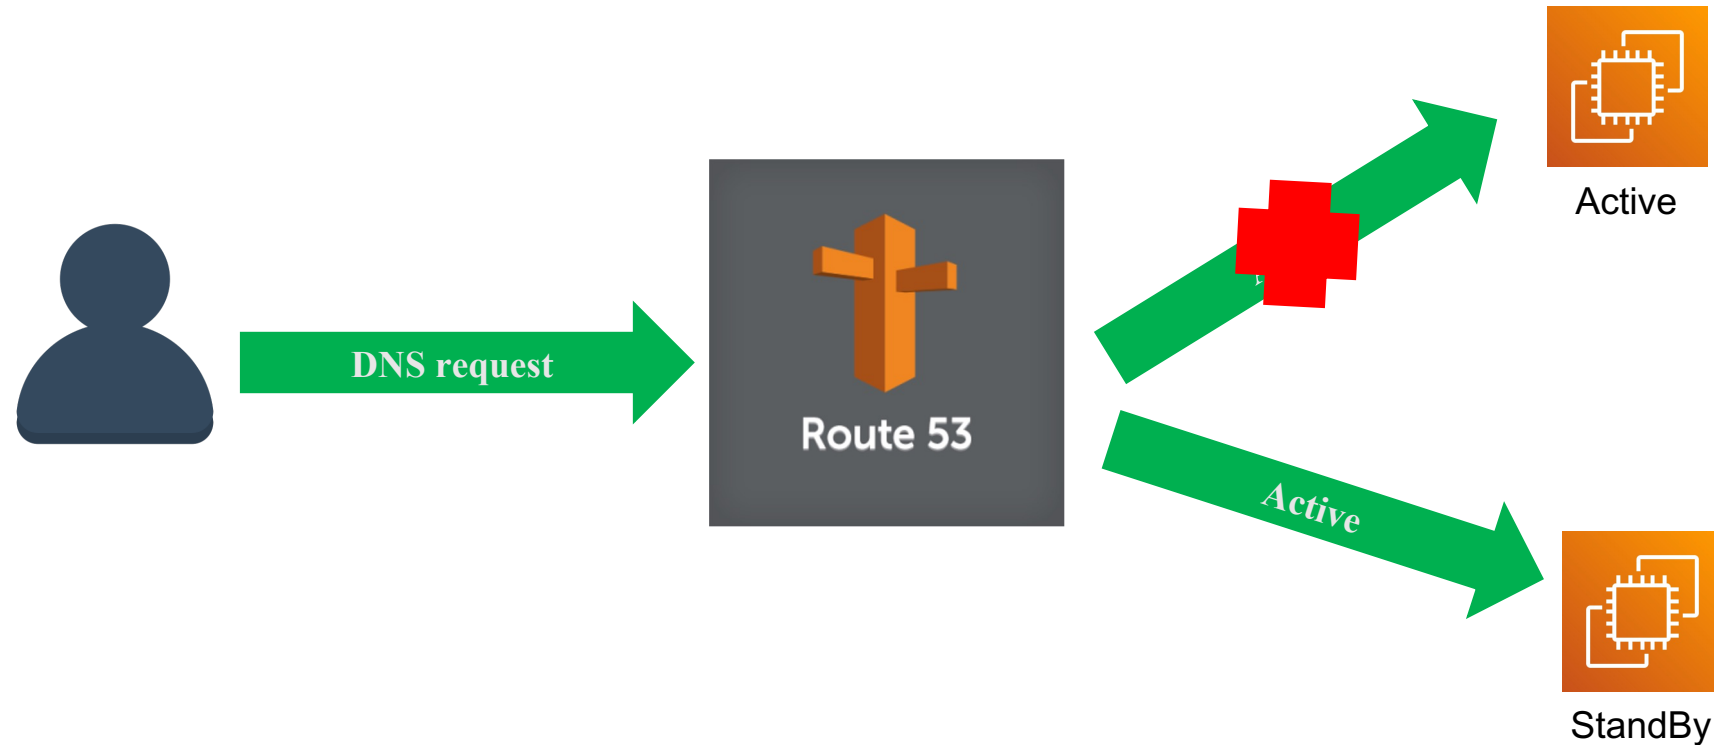 Active
DNS request
Route 53
Active
StandBy